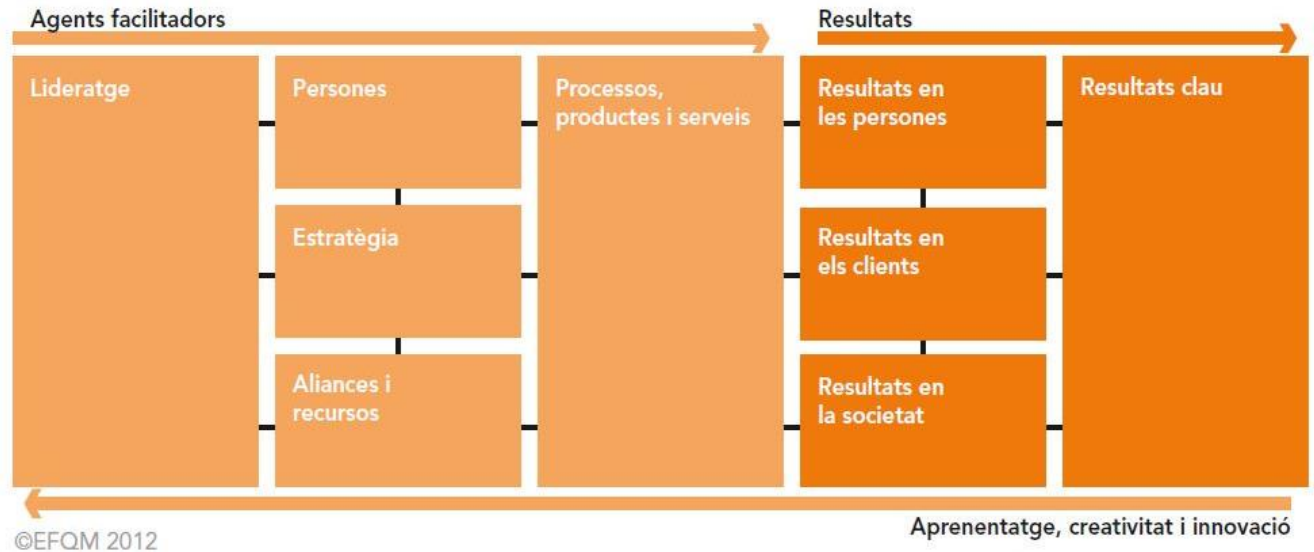 Agents facilitadors
Resultats
Lideratge
Persones
Processos,
productes i serveis
Resultats en
les persones
Resultats clau
Estratègia
Resultats en
els clients
Aliances i
recursos
Resultats en
la societat
Aprenentatge, creativitat i innovació
©EFQM 2012